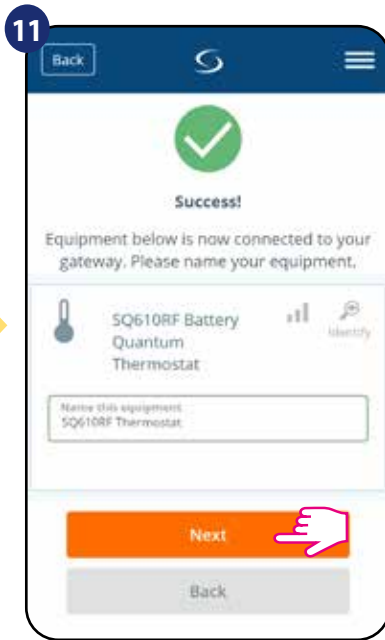 11
Back
Success!
Equipment below is now connected to your
gateway. Please name your equipment.
SQ610RF Battery
Quantum
Thermostat
Identify
Name this equipment
SQ610RF Thermostat
Next
Back